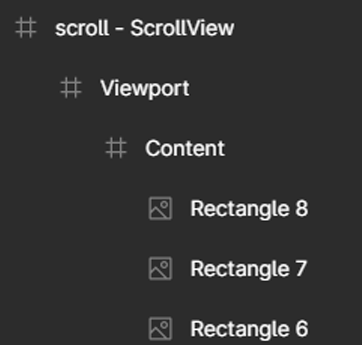 scroll - ScrollView
Viewport
Content
Rectangle 8
Rectangle 7
Rectangle 6